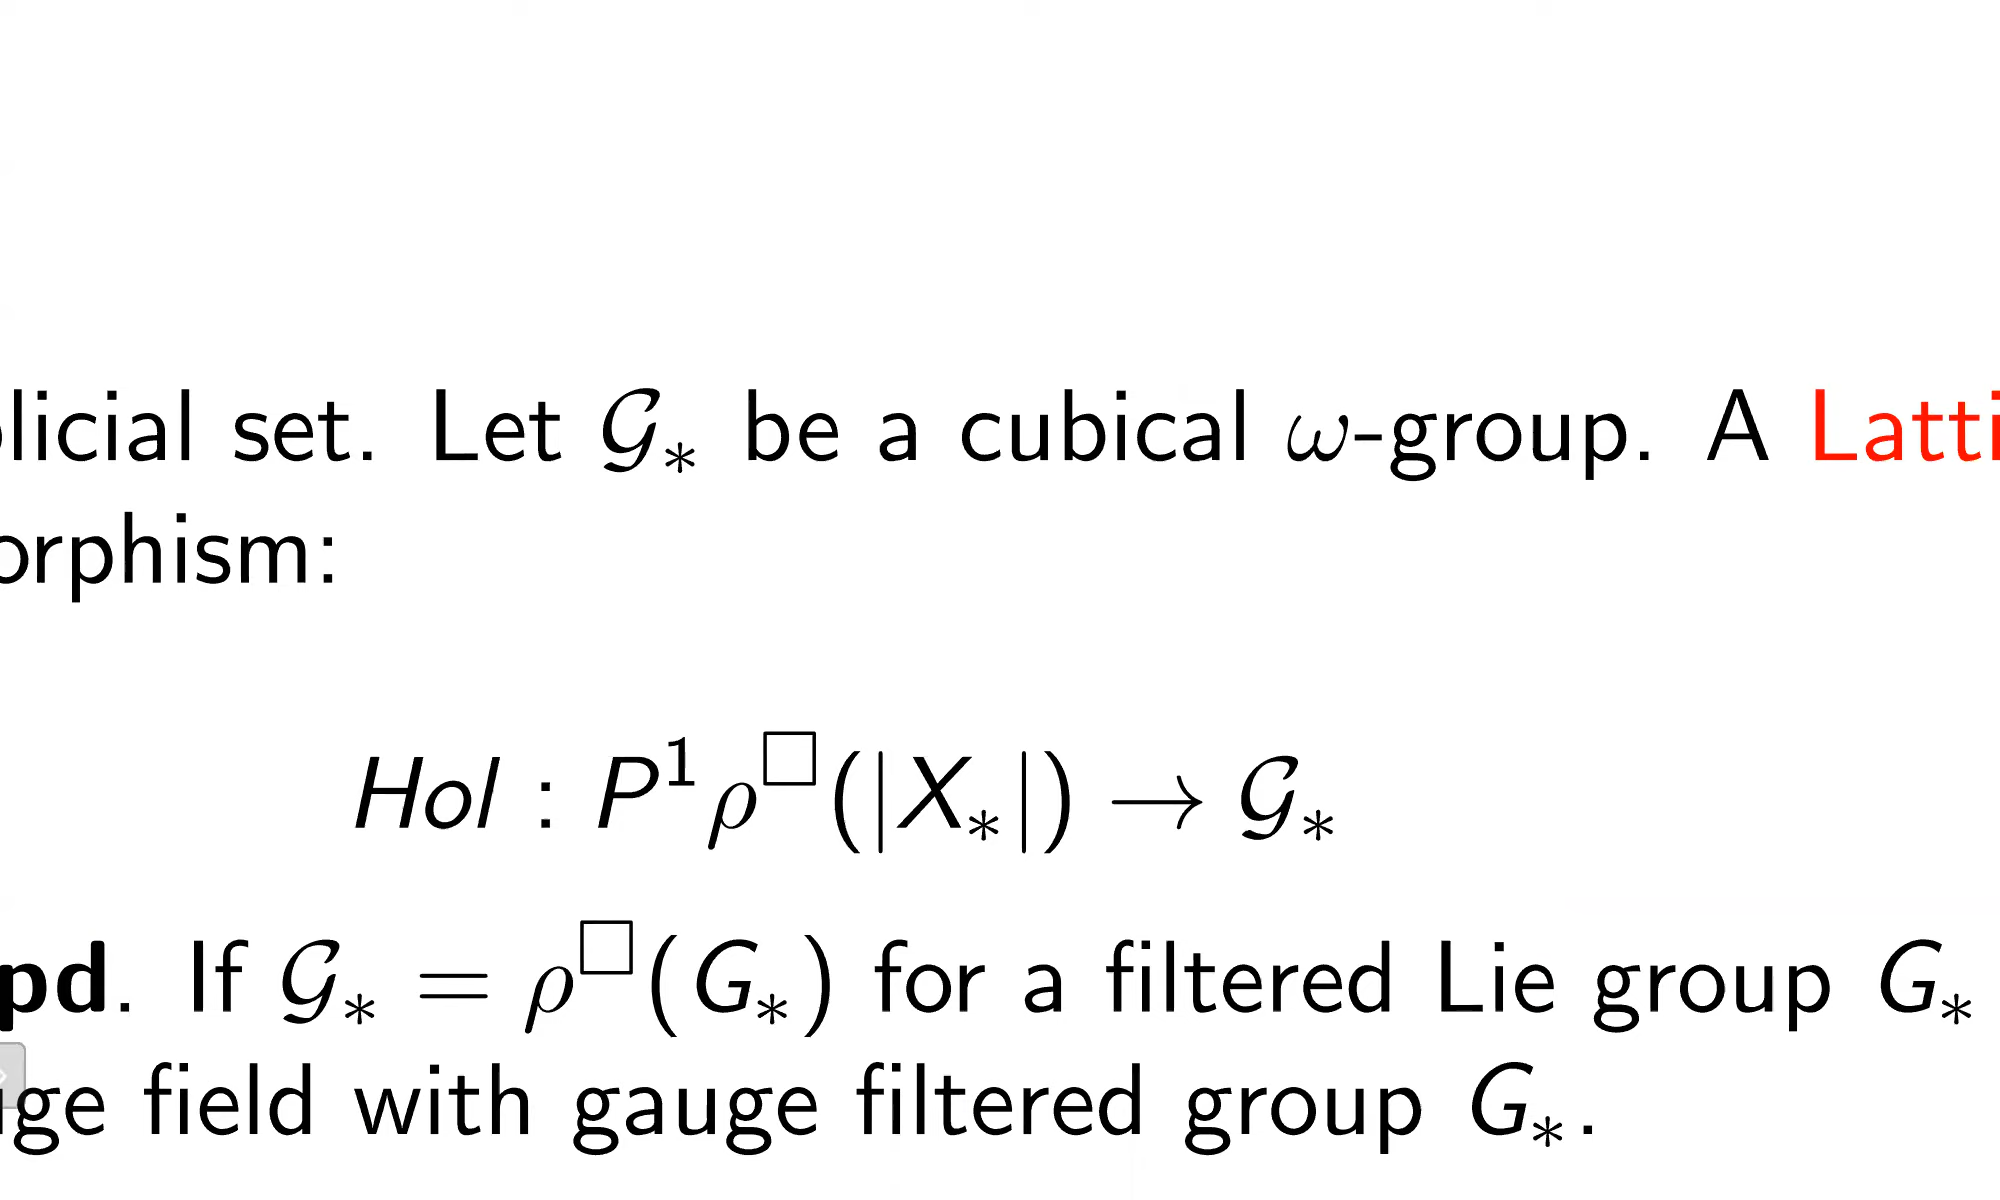 plicial set. Let 𝒢∗ be a cubical ω-group. A Latti
orphism:
Hol : P¹ρ□(|X∗|) → 𝒢∗
pd. If 𝒢∗ = ρ□(G∗) for a filtered Lie group G∗
ge field with gauge filtered group G∗.